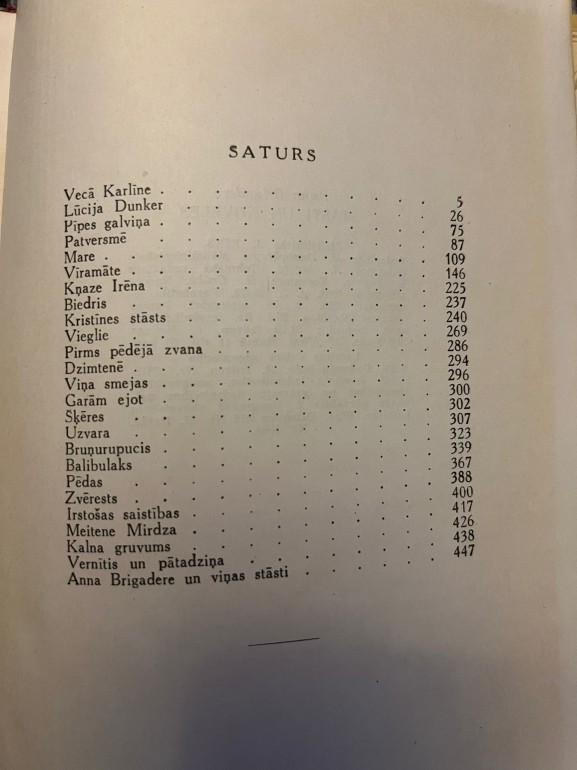 SATURS
Vecā Karlīne . . . . . . . . . . 5
Lūcija Dunker . . . . . . . . . . 26
Pīpes galviņa . . . . . . . . . . 75
Patversmē . . . . . . . . . . 87
Mare . . . . . . . . . . . . 109
Vīramāte . . . . . . . . . . . 146
Kņaze Irēna . . . . . . . . . . 225
Biedris . . . . . . . . . . . 237
Kristīnes stāsts . . . . . . . . . 240
Vieglie . . . . . . . . . . . 269
Pirms pēdējā zvana . . . . . . . . 286
Dzimtenē . . . . . . . . . . . 294
Viņa smejas . . . . . . . . . . 296
Garām ejot . . . . . . . . . . 300
Šķēres . . . . . . . . . . . 302
Uzvara . . . . . . . . . . . 307
Bruņurupucis . . . . . . . . . . 323
Balibulaks . . . . . . . . . . 339
Pēdas . . . . . . . . . . . 367
Zvērests . . . . . . . . . . . 388
Irstošas saistības . . . . . . . . . 400
Meitene Mirdza . . . . . . . . . 417
Kalna gruvums . . . . . . . . . 426
Vernītis un pātadziņa . . . . . . . 438
Anna Brigadere un viņas stāsti . . . . . 447